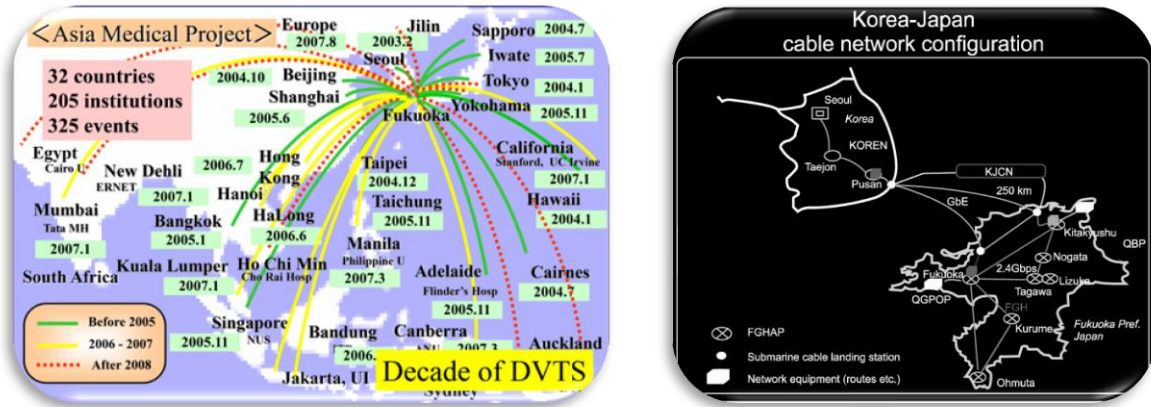 <Asia Medical Project>
32 countries
205 institutions
325 events
Europe
2007.8
Jilin
2003.2
Sapporo 2004.7
Iwate
2005.7
Seoul
2004.10
Beijing
Tokyo
2004.1
Shanghai
2005.6
Yokohama
2005.11
Fukuoka
California
Stanford, UC Irvine
2007.1
Egypt
Cairo U
New Dehli
ERNET
2007.1
2006.7
Hong
Kong
Hanoi
Taipei
2004.12
Hawaii
2004.1
Taichung
2005.11
Mumbai
Tata MH
2007.1
Bangkok
2005.1
HaLong
2006.6
Manila
Philippine U
2007.3
South Africa
Kuala Lumper
2007.1
Ho Chi Min
Cho Rai Hosp
Adelaide
Flinder's Hosp
2005.11
Cairnes
2004.7
Before 2005
2006 - 2007
After 2008
Singapore
NUS
2005.11
Bandung
2006.
Canberra
2007.3
Auckland
Jakarta, UI
Decade of DVTS
Sydney
Korea-Japan
cable network configuration
Seoul
Korea
KOREN
Taejon
Pusan
KJCN
250 km
GbE
Kitakyushu
QBP
Nogata
Fukuoka
2.4Gbps
Lizuka
Tagawa
QGPOP
FGH
Kurume
Fukuoka Pref.
Japan
Ohmuta
FGHAP
Submarine cable landing station
Network equipment (routes etc.)